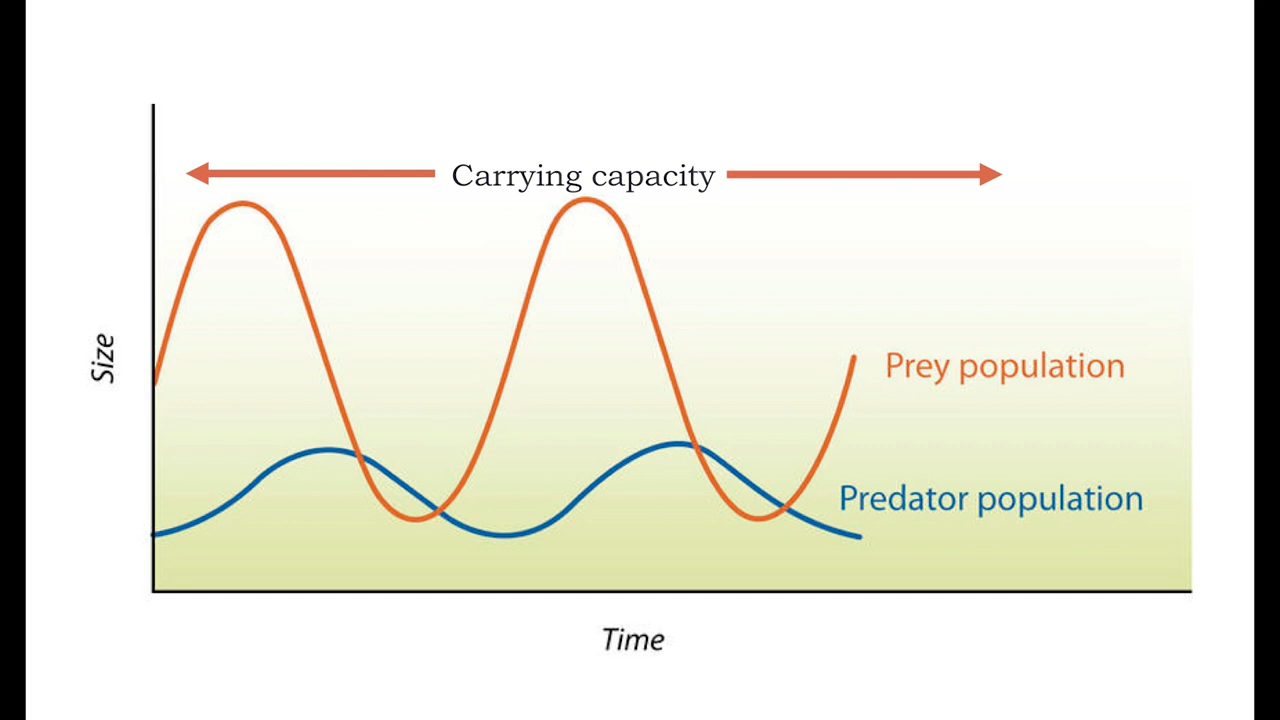 Carrying capacity
Size
Prey population
Predator population
Time